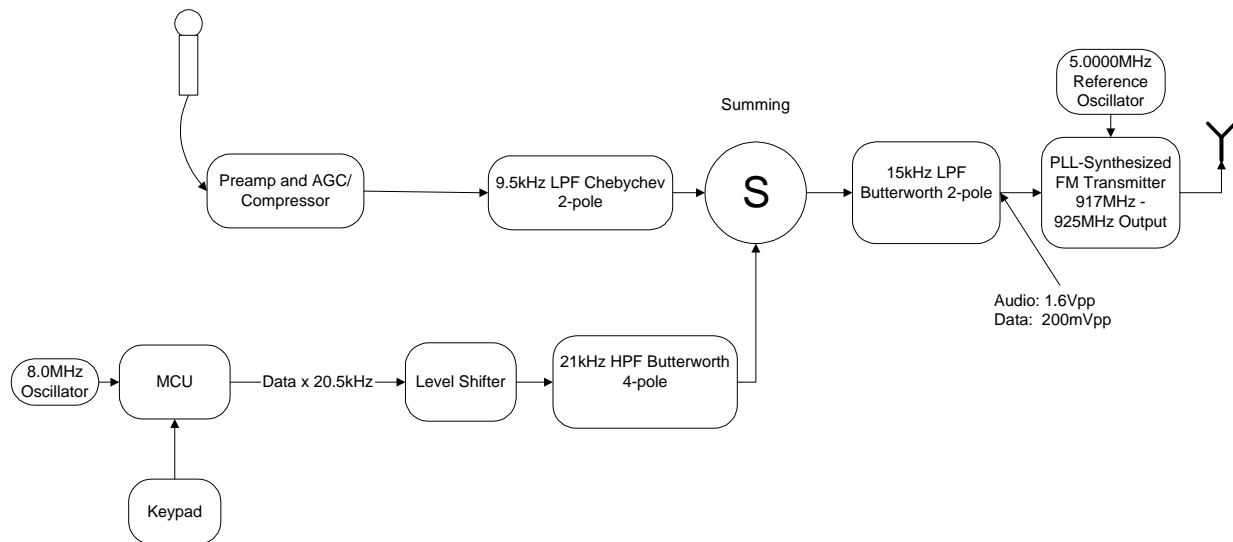 5.0000MHz
Reference
Oscillator
Summing
Preamp and AGC/
Compressor
9.5kHz LPF Chebychev
2-pole
S
15kHz LPF
Butterworth 2-pole
PLL-Synthesized
FM Transmitter
917MHz -
925MHz Output
Audio: 1.6Vpp
Data:  200mVpp
8.0MHz
Oscillator
MCU
Data x 20.5kHz
Level Shifter
21kHz HPF Butterworth
4-pole
Keypad